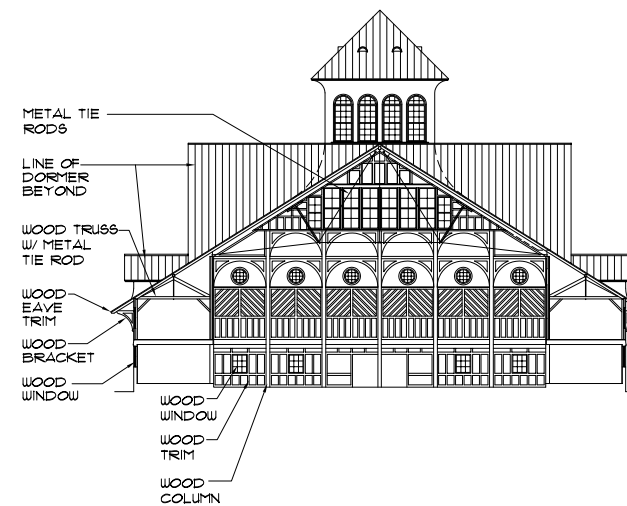 METAL TIE
RODS
LINE OF
DORMER
BEYOND
WOOD TRUSS
W/ METAL
TIE ROD
WOOD
EAVE
TRIM
WOOD
BRACKET
WOOD
WINDOW
WOOD
WINDOW
WOOD
TRIM
WOOD
COLUMN